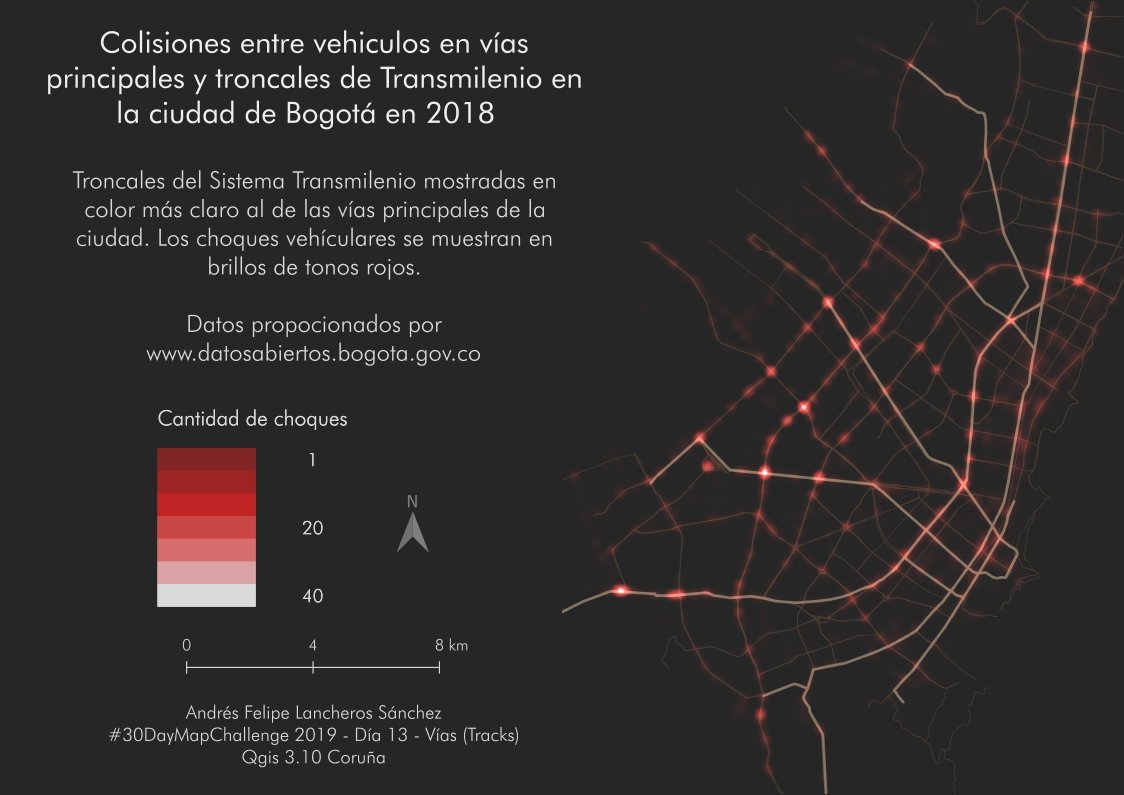 Colisiones entre vehiculos en vías
principales y troncales de Transmilenio en
la ciudad de Bogotá en 2018
Troncales del Sistema Transmilenio mostradas en
color más claro al de las vías principales de la
ciudad. Los choques vehículares se muestran en
brillos de tonos rojos.
Datos propocionados por
www.datosabiertos.bogota.gov.co
Cantidad de choques
1
20
40
N
0 4 8 km
Andrés Felipe Lancheros Sánchez
#30DayMapChallenge 2019 - Día 13 - Vías (Tracks)
Qgis 3.10 Coruña